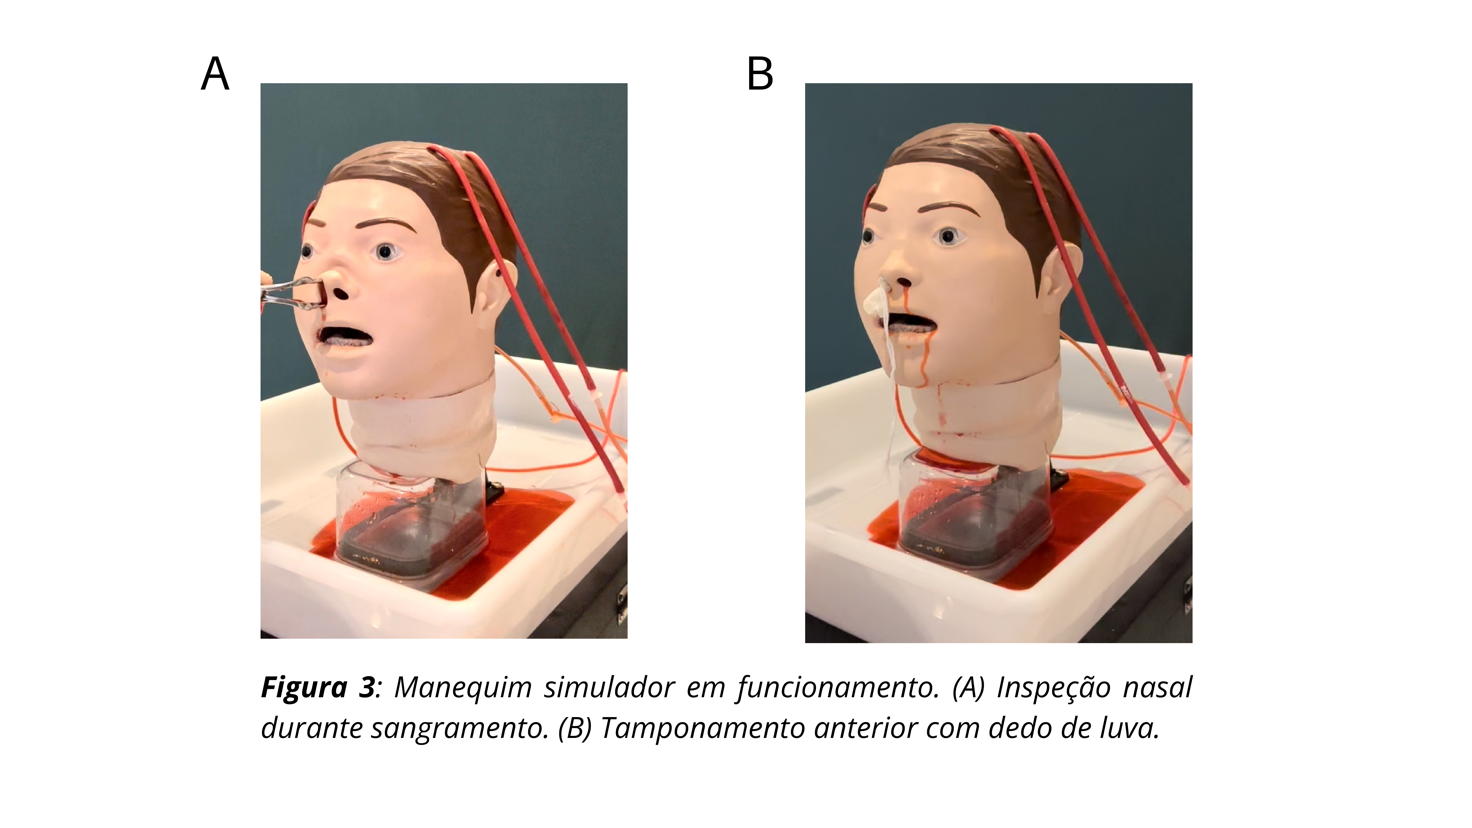 A
B
Figura 3: Manequim simulador em funcionamento. (A) Inspeção nasal
durante sangramento. (B) Tamponamento anterior com dedo de luva.